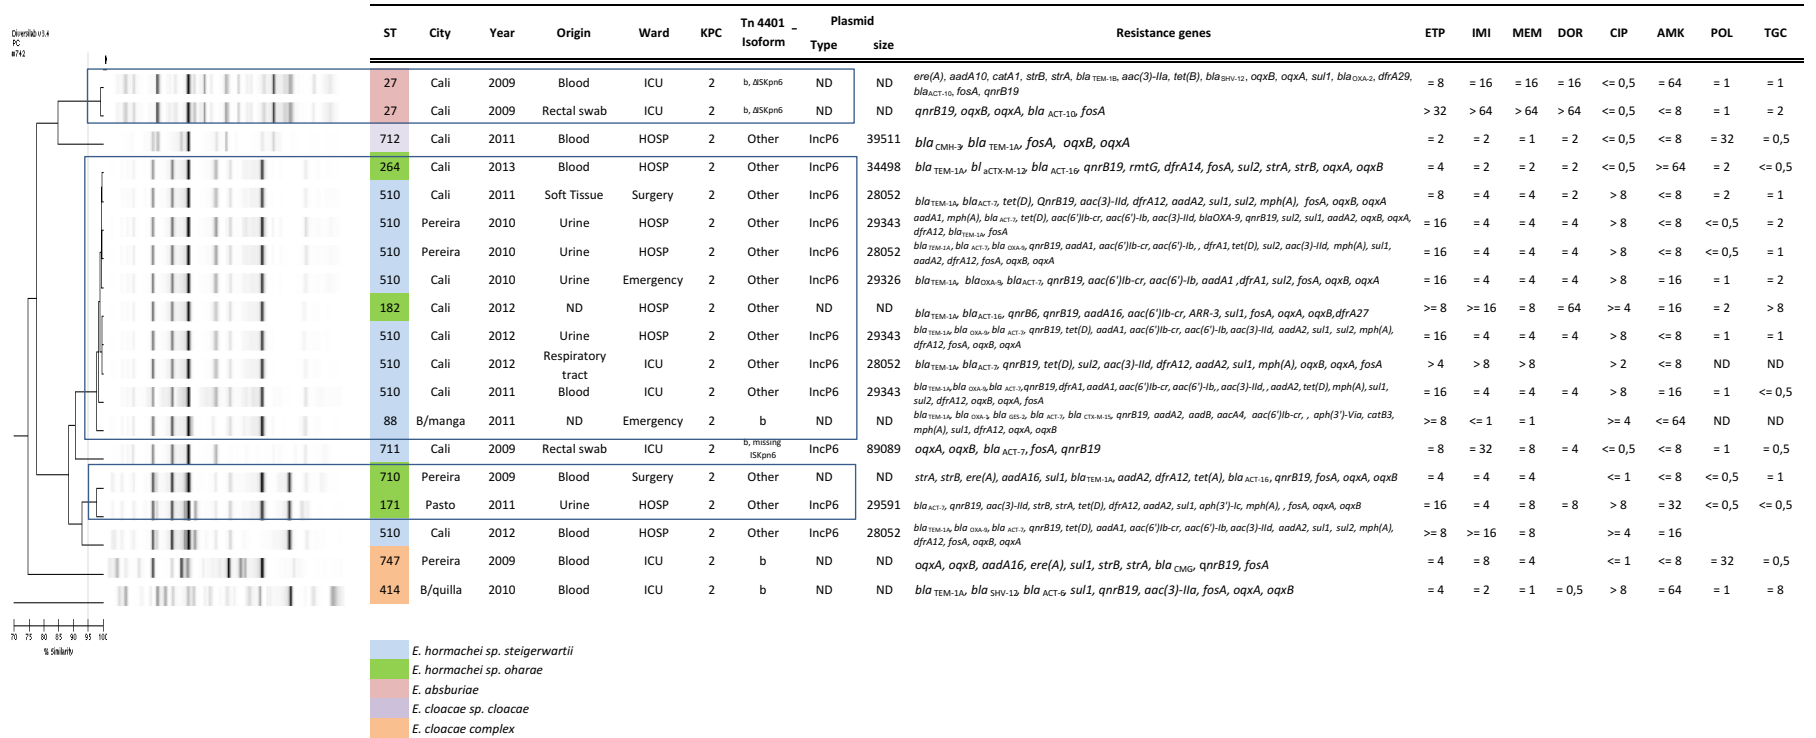 Diversilab v3.4
PC
#742
ST City Year Origin Ward KPC Tn 4401 - Isoform Plasmid Type size Resistance genes ETP IMI MEM DOR CIP AMK POL TGC
27 Cali 2009 Blood ICU 2 b, ΔISKpn6 ND ND ere(A), aadA10, catA1, strB, strA, bla TEM-1B, aac(3)-IIa, tet(B), bla SHV-12, oqxB, oqxA, sul1, bla OXA-2, dfrA29, = 8 = 16 = 16 = 16 <= 0,5 = 64 = 1 = 1
bla ACT-10, fosA, qnrB19
27 Cali 2009 Rectal swab ICU 2 b, ΔISKpn6 ND ND qnrB19, oqxB, oqxA, bla ACT-10, fosA > 32 > 64 > 64 > 64 <= 0,5 <= 8 = 1 = 2
712 Cali 2011 Blood HOSP 2 Other IncP6 39511 bla CMH-3, bla TEM-1A, fosA, oqxB, oqxA = 2 = 2 = 1 = 2 <= 0,5 <= 8 = 32 = 0,5
264 Cali 2013 Blood HOSP 2 Other IncP6 34498 bla TEM-1A, bl aCTX-M-12, bla ACT-16, qnrB19, rmtG, dfrA14, fosA, sul2, strA, strB, oqxA, oqxB = 4 = 2 = 2 = 2 <= 0,5 >= 64 = 2 <= 0,5
510 Cali 2011 Soft Tissue Surgery 2 Other IncP6 28052 bla TEM-1A, bla ACT-7, tet(D), QnrB19, aac(3)-IId, dfrA12, aadA2, sul1, sul2, mph(A), fosA, oqxB, oqxA = 8 = 4 = 4 = 2 > 8 <= 8 = 2 = 1
510 Pereira 2010 Urine HOSP 2 Other IncP6 29343 aadA1, mph(A), bla ACT-7, tet(D), aac(6')Ib-cr, aac(6')-Ib, aac(3)-IId, blaOXA-9, qnrB19, sul2, sul1, aadA2, oqxB, oqxA, = 16 = 4 = 4 = 4 > 8 <= 8 <= 0,5 = 2
dfrA12, bla TEM-1A, fosA
510 Pereira 2010 Urine HOSP 2 Other IncP6 28052 bla TEM-1A, bla ACT-7, bla OXA-9, qnrB19, aadA1, aac(6')Ib-cr, aac(6')-Ib, , dfrA1, tet(D), sul2, aac(3)-IId, mph(A), sul1, = 16 = 4 = 4 = 4 > 8 <= 8 <= 0,5 = 1
aadA2, dfrA12, fosA, oqxB, oqxA
510 Cali 2010 Urine Emergency 2 Other IncP6 29326 bla TEM-1A, bla OXA-9, bla ACT-7, qnrB19, aac(6')Ib-cr, aac(6')-Ib, aadA1 ,dfrA1, sul2, fosA, oqxB, oqxA = 16 = 4 = 4 = 4 > 8 = 16 = 1 = 2
182 Cali 2012 ND HOSP 2 Other ND ND bla TEM-1A, bla ACT-16, qnrB6, qnrB19, aadA16, aac(6')Ib-cr, ARR-3, sul1, fosA, oqxA, oqxB,dfrA27 >= 8 >= 16 = 8 = 64 >= 4 = 16 = 2 > 8
510 Cali 2012 Urine HOSP 2 Other IncP6 29343 bla TEM-1A, bla OXA-9, bla ACT-7, qnrB19, tet(D), aadA1, aac(6')Ib-cr, aac(6')-Ib, aac(3)-IId, aadA2, sul1, sul2, mph(A), = 16 = 4 = 4 = 4 > 8 <= 8 = 1 = 1
dfrA12, fosA, oqxB, oqxA
510 Cali 2012 Respiratory tract ICU 2 Other IncP6 28052 bla TEM-1A, bla ACT-7, qnrB19, tet(D), sul2, aac(3)-IId, dfrA12, aadA2, sul1, mph(A), oqxB, oqxA, fosA > 4 > 8 > 8 > 2 <= 8 ND ND
510 Cali 2011 Blood ICU 2 Other IncP6 29343 bla TEM-1A, bla OXA-9, bla ACT-7, qnrB19, dfrA1, aadA1, aac(6')Ib-cr, aac(6')-Ib,, aac(3)-IId, , aadA2, tet(D), mph(A), sul1, = 16 = 4 = 4 = 4 > 8 = 16 = 1 <= 0,5
sul2, dfrA12, oqxB, oqxA, fosA
88 B/manga 2011 ND Emergency 2 b ND ND bla TEM-1A, bla OXA-1, bla GES-2, bla ACT-7, bla CTX-M-15, qnrB19, aadA2, aadB, aacA4, aac(6')Ib-cr, , aph(3')-Via, catB3, >= 8 <= 1 = 1 >= 4 <= 64 ND ND
mph(A), sul1, dfrA12, oqxA, oqxB
711 Cali 2009 Rectal swab ICU 2 b, missing ISKpn6 IncP6 89089 oqxA, oqxB, bla ACT-7, fosA, qnrB19 = 8 = 32 = 8 = 4 <= 0,5 <= 8 = 1 = 0,5
710 Pereira 2009 Blood Surgery 2 Other ND ND strA, strB, ere(A), aadA16, sul1, bla TEM-1A, aadA2, dfrA12, tet(A), bla ACT-16, qnrB19, fosA, oqxA, oqxB = 4 = 4 = 4 <= 1 <= 8 <= 0,5 = 1
171 Pasto 2011 Urine HOSP 2 Other IncP6 29591 bla ACT-7, qnrB19, aac(3)-IId, strB, strA, tet(D), dfrA12, aadA2, sul1, aph(3')-Ic, mph(A), , fosA, oqxA, oqxB = 16 = 4 = 8 = 8 > 8 = 32 <= 0,5 <= 0,5
510 Cali 2012 Blood HOSP 2 Other IncP6 28052 bla TEM-1A, bla OXA-9, bla ACT-7, qnrB19, tet(D), aadA1, aac(6')Ib-cr, aac(6')-Ib, aac(3)-IId, aadA2, sul1, sul2, mph(A), >= 8 >= 16 = 8 >= 4 = 16
dfrA12, fosA, oqxB, oqxA
747 Pereira 2009 Blood ICU 2 b ND ND oqxA, oqxB, aadA16, ere(A), sul1, strB, strA, bla CMG, qnrB19, fosA = 4 = 8 = 4 <= 1 <= 8 = 32 = 0,5
414 B/quilla 2010 Blood ICU 2 b ND ND bla TEM-1A, bla SHV-12, bla ACT-6, sul1, qnrB19, aac(3)-IIa, fosA, oqxA, oqxB = 4 = 2 = 1 = 0,5 > 8 = 64 = 1 = 8
70 75 80 85 90 95 100
% Similarity
E. hormachei sp. steigerwartii
E. hormachei sp. oharae
E. absburiae
E. cloacae sp. cloacae
E. cloacae complex